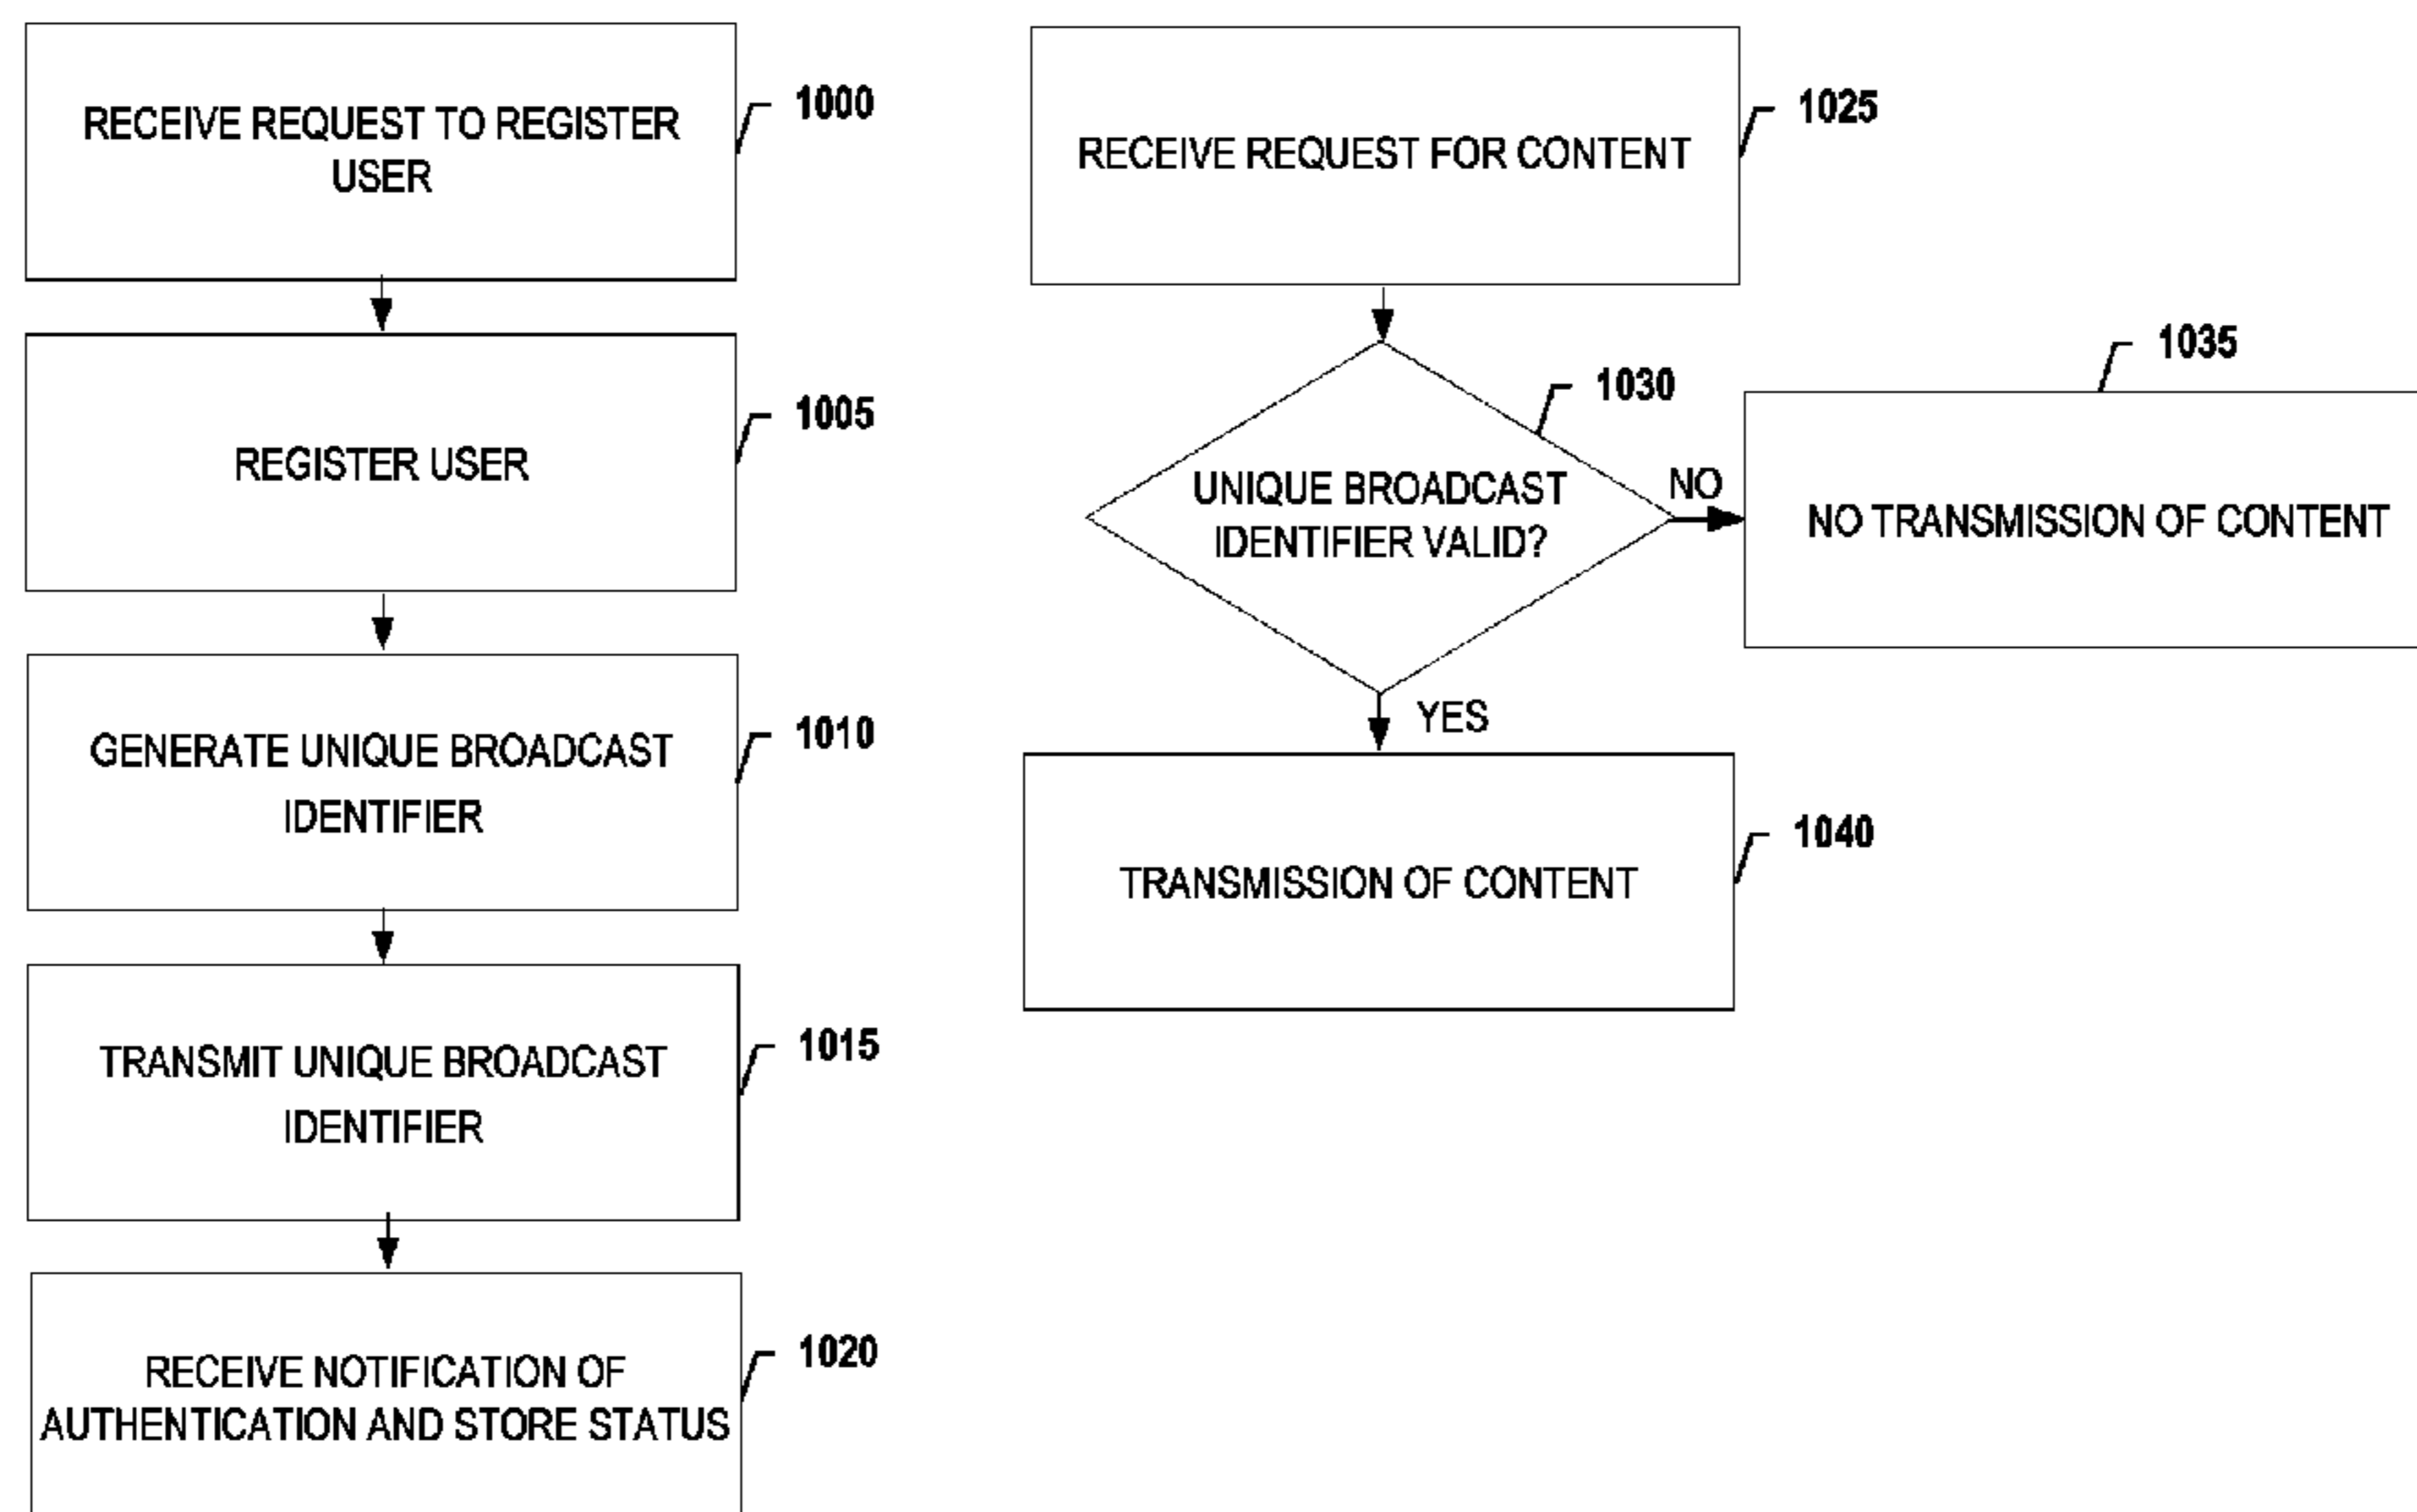 RECEIVE REQUEST TO REGISTER
USER
1000
REGISTER USER
1005
GENERATE UNIQUE BROADCAST
IDENTIFIER
1010
TRANSMIT UNIQUE BROADCAST
IDENTIFIER
1015
RECEIVE NOTIFICATION OF
AUTHENTICATION AND STORE STATUS
1020
RECEIVE REQUEST FOR CONTENT
1025
UNIQUE BROADCAST
IDENTIFIER VALID?
1030
NO
NO TRANSMISSION OF CONTENT
1035
YES
TRANSMISSION OF CONTENT
1040